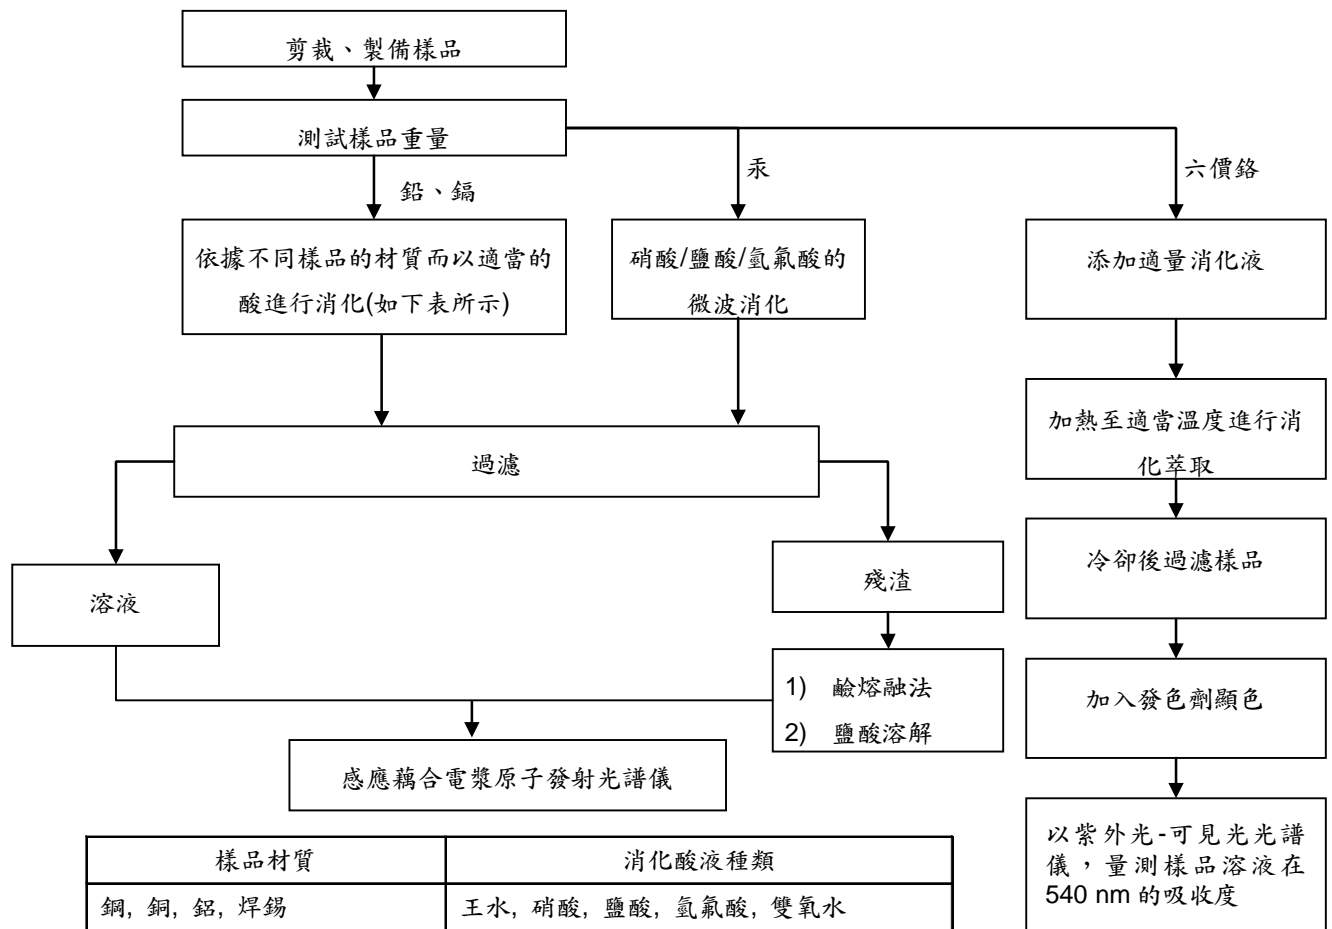 剪裁、製備樣品
測試樣品重量
鉛、鎘
汞
六價鉻
依據不同樣品的材質而以適當的
酸進行消化(如下表所示)
硝酸/鹽酸/氫氟酸的
微波消化
添加適量消化液
加熱至適當溫度進行消
化萃取
過濾
冷卻後過濾樣品
溶液
殘渣
1) 鹼熔融法
2) 鹽酸溶解
加入發色劑顯色
感應藕合電漿原子發射光譜儀
以紫外光-可見光光譜
儀，量測樣品溶液在
540 nm 的吸收度
樣品材質 消化酸液種類
鋼, 銅, 鋁, 焊錫 王水, 硝酸, 鹽酸, 氫氟酸, 雙氧水